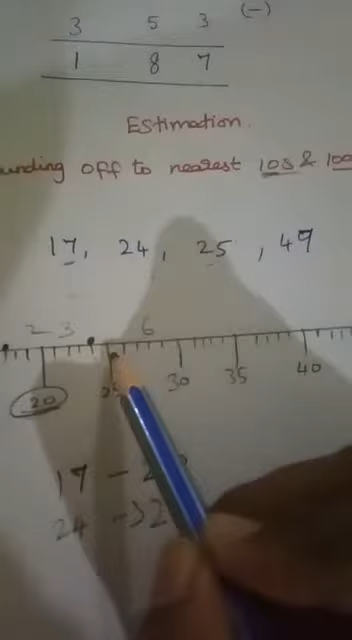 3 5 3 (-)
1 8 7
Estimation.
unding off to nearest 10s & 100
17, 24, 25, 49
2 3 6
20 30 35 40
17 -
24 -